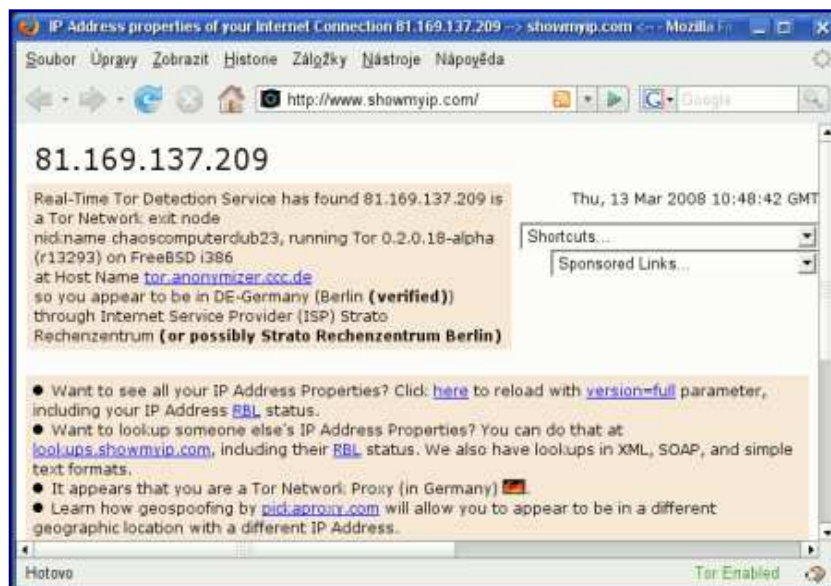 IP Address properties of your Internet Connection 81.169.137.209 --> showmyip.com <-- - Mozilla
Soubor Úpravy Zobrazit Historie Záložky Nástroje Nápověda
http://www.showmyip.com/
Google
81.169.137.209
Real-Time Tor Detection Service has found 81.169.137.209 is
a Tor Network exit node
nickname chaoscomputerclub23, running Tor 0.2.0.18-alpha
(r13293) on FreeBSD i386
at Host Name tor.anonymizer.ccc.de
so you appear to be in DE-Germany (Berlin (verified))
through Internet Service Provider (ISP) Strato
Rechenzentrum (or possibly Strato Rechenzentrum Berlin)
Thu, 13 Mar 2008 10:48:42 GMT
Shortcuts...
Sponsored Links...
● Want to see all your IP Address Properties? Click here to reload with version=full parameter,
including your IP Address RBL status.
● Want to lookup someone else's IP Address Properties? You can do that at
lookups.showmyip.com, including their RBL status. We also have lookups in XML, SOAP, and simple
text formats.
● It appears that you are a Tor Network Proxy (in Germany)
● Learn how geospoofing by pickaproxy.com will allow you to appear to be in a different
geographic location with a different IP Address.
Hotovo
Tor Enabled